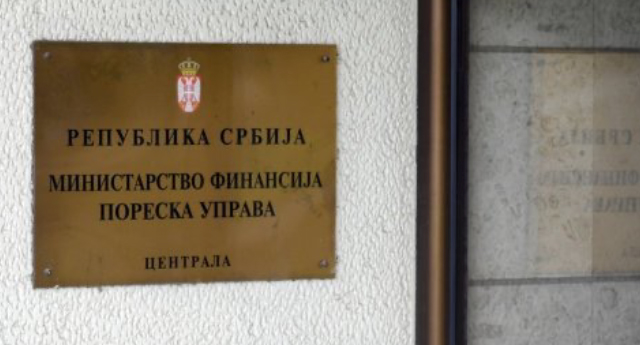 РЕПУБЛИКА СРБИЈА
МИНИСТАРСТВО ФИНАНСИЈА
ПОРЕСКА УПРАВА
ЦЕНТРАЛА